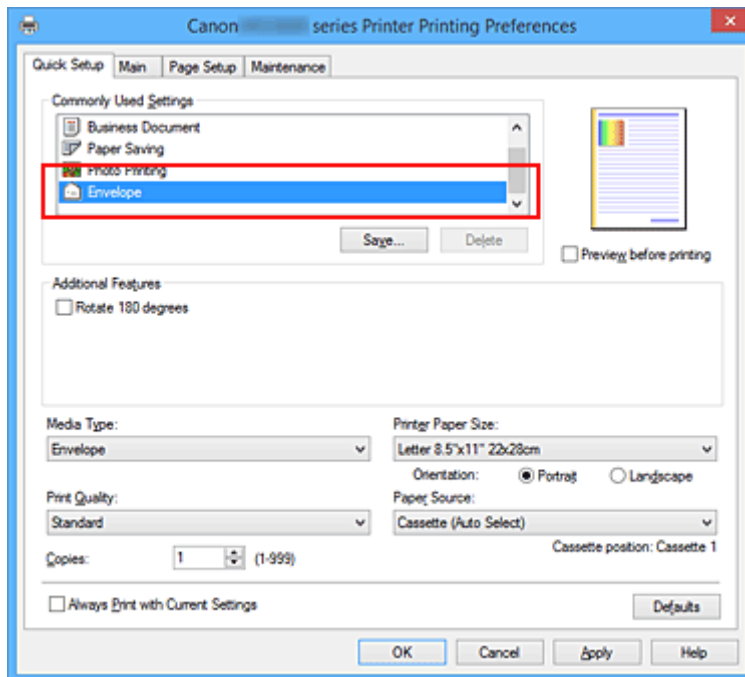 Canon series Printer Printing Preferences
Quick Setup Main Page Setup Maintenance
Commonly Used Settings
Business Document
Paper Saving
Photo Printing
Envelope
Save... Delete
Preview before printing
Additional Features
Rotate 180 degrees
Media Type:
Envelope
Printer Paper Size:
Letter 8.5"x11" 22x28cm
Orientation: Portrait Landscape
Print Quality:
Standard
Paper Source:
Cassette (Auto Select)
Cassette position: Cassette 1
Copies: 1 (1-999)
Always Print with Current Settings
Defaults
OK Cancel Apply Help